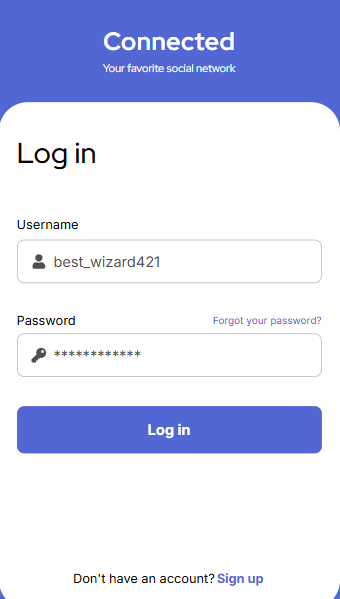 Connected
Your favorite social network
Log in
Username
best_wizard421
Password
Forgot your password?
************
Log in
Don't have an account? Sign up